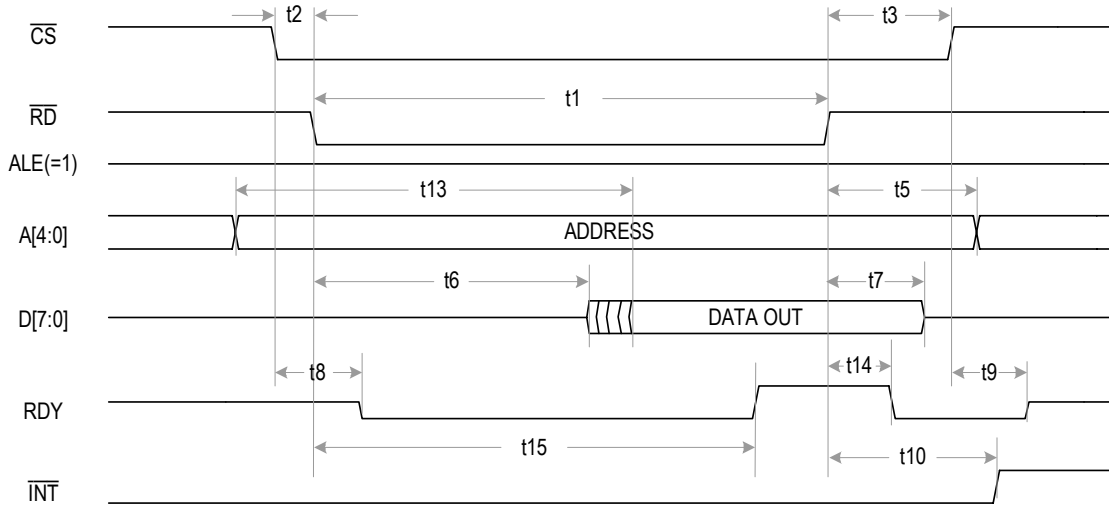 t2
t3
CS
t1
RD
ALE(=1)
t13
t5
A[4:0]
ADDRESS
t6
t7
D[7:0]
DATA OUT
t8
t14
t9
RDY
t15
t10
INT